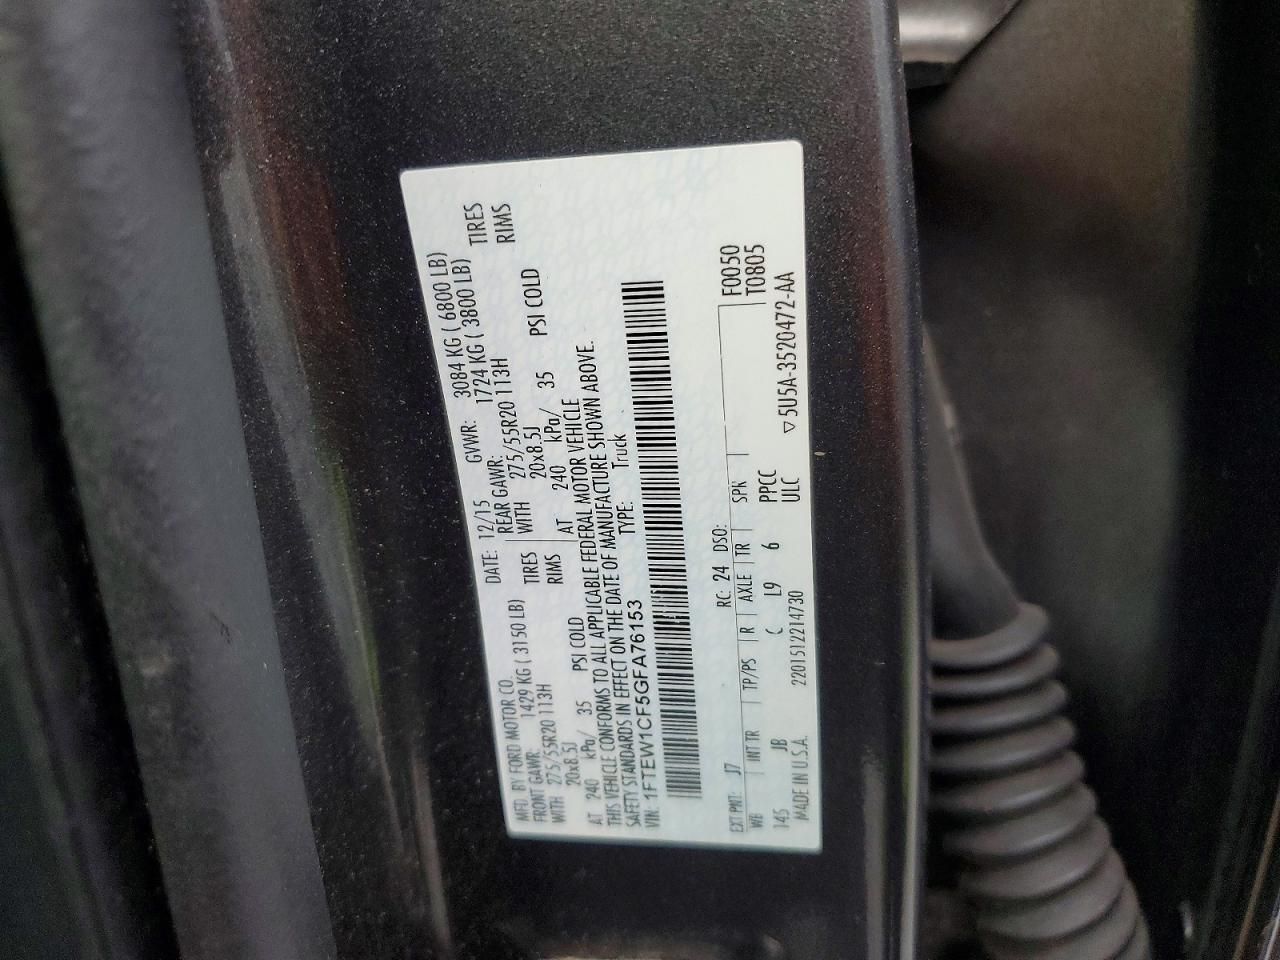 MFD. BY FORD MOTOR CO.
DATE: 12/15 GVWR: 3084 KG ( 6800 LB)
FRONT GAWR: 1429 KG ( 3150 LB) REAR GAWR: 1724 KG ( 3800 LB)
WITH 275/55R20 113H TIRES WITH 275/55R20 113H TIRES
20x8.5J RIMS 20x8.5J RIMS
AT 240 kPa/ 35 PSI COLD AT 240 kPa/ 35 PSI COLD
THIS VEHICLE CONFORMS TO ALL APPLICABLE FEDERAL MOTOR VEHICLE
SAFETY STANDARDS IN EFFECT ON THE DATE OF MANUFACTURE SHOWN ABOVE.
VIN: 1FTEW1CF5GFA76153 TYPE: Truck
EXT PNT: J7 RC: 24 DSO: F0050
WB INT TR TP/PS R AXLE TR SPR T0805
145 JB C L9 6 PPCC
MADE IN U.S.A. 2201512214730 ULC ▽5U5A-3520472-AA